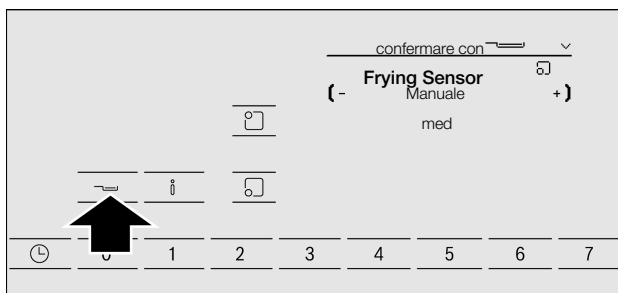 confermare con
Frying Sensor
(- Manuale +)
med
i
0 1 2 3 4 5 6 7